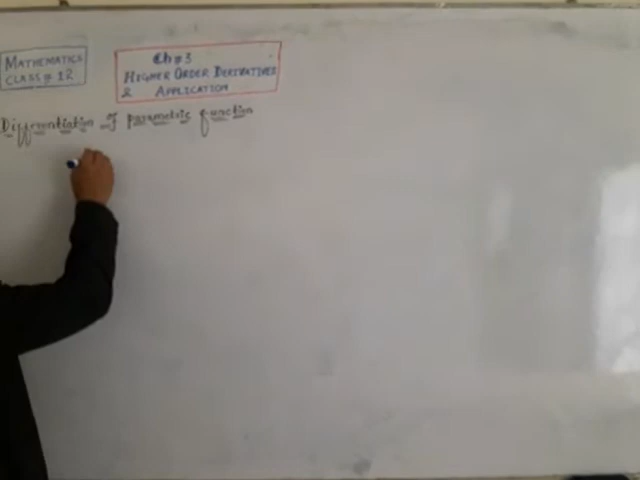 MATHEMATICS
CLASS # 12
Ch # 3
HIGHER ORDER DERIVATIVES
& APPLICATION
Differentiation of parametric function